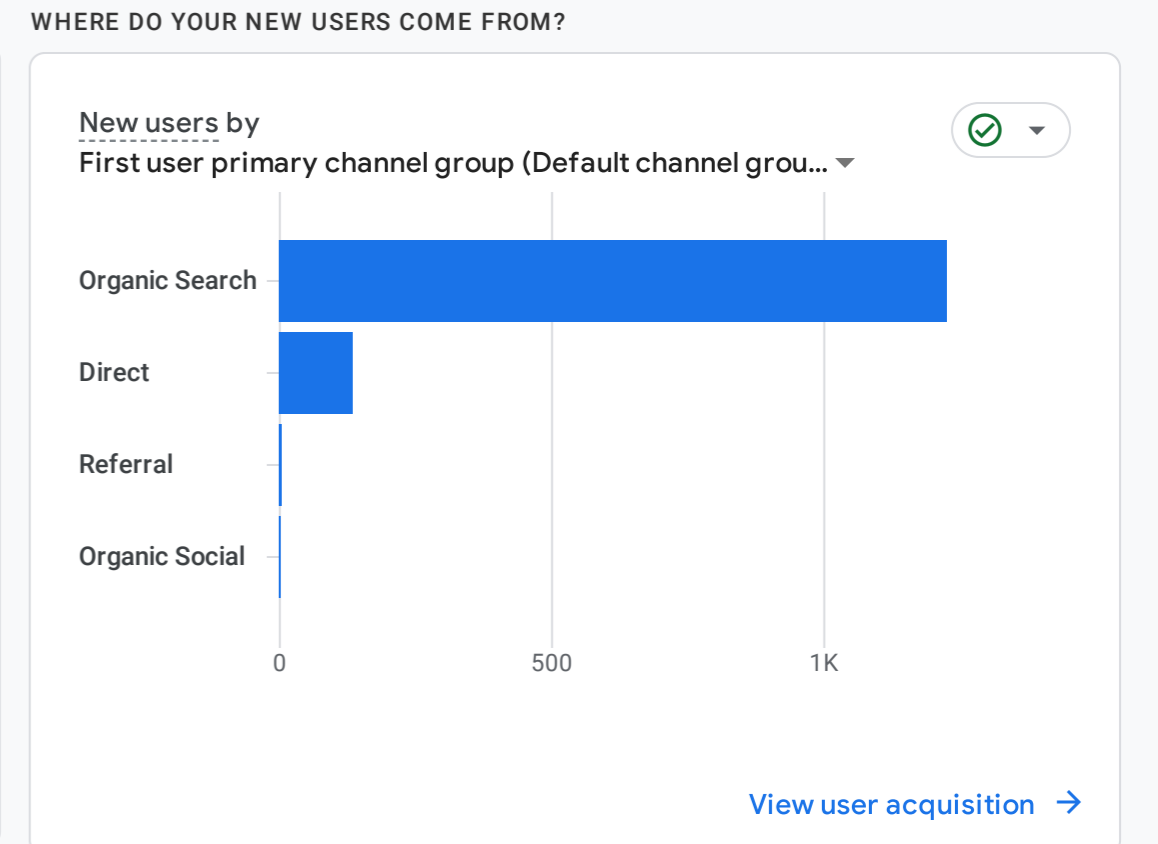 WHERE DO YOUR NEW USERS COME FROM?
New users by
First user primary channel group (Default channel grou...
Organic Search
Direct
Referral
Organic Social
0 500 1K
View user acquisition